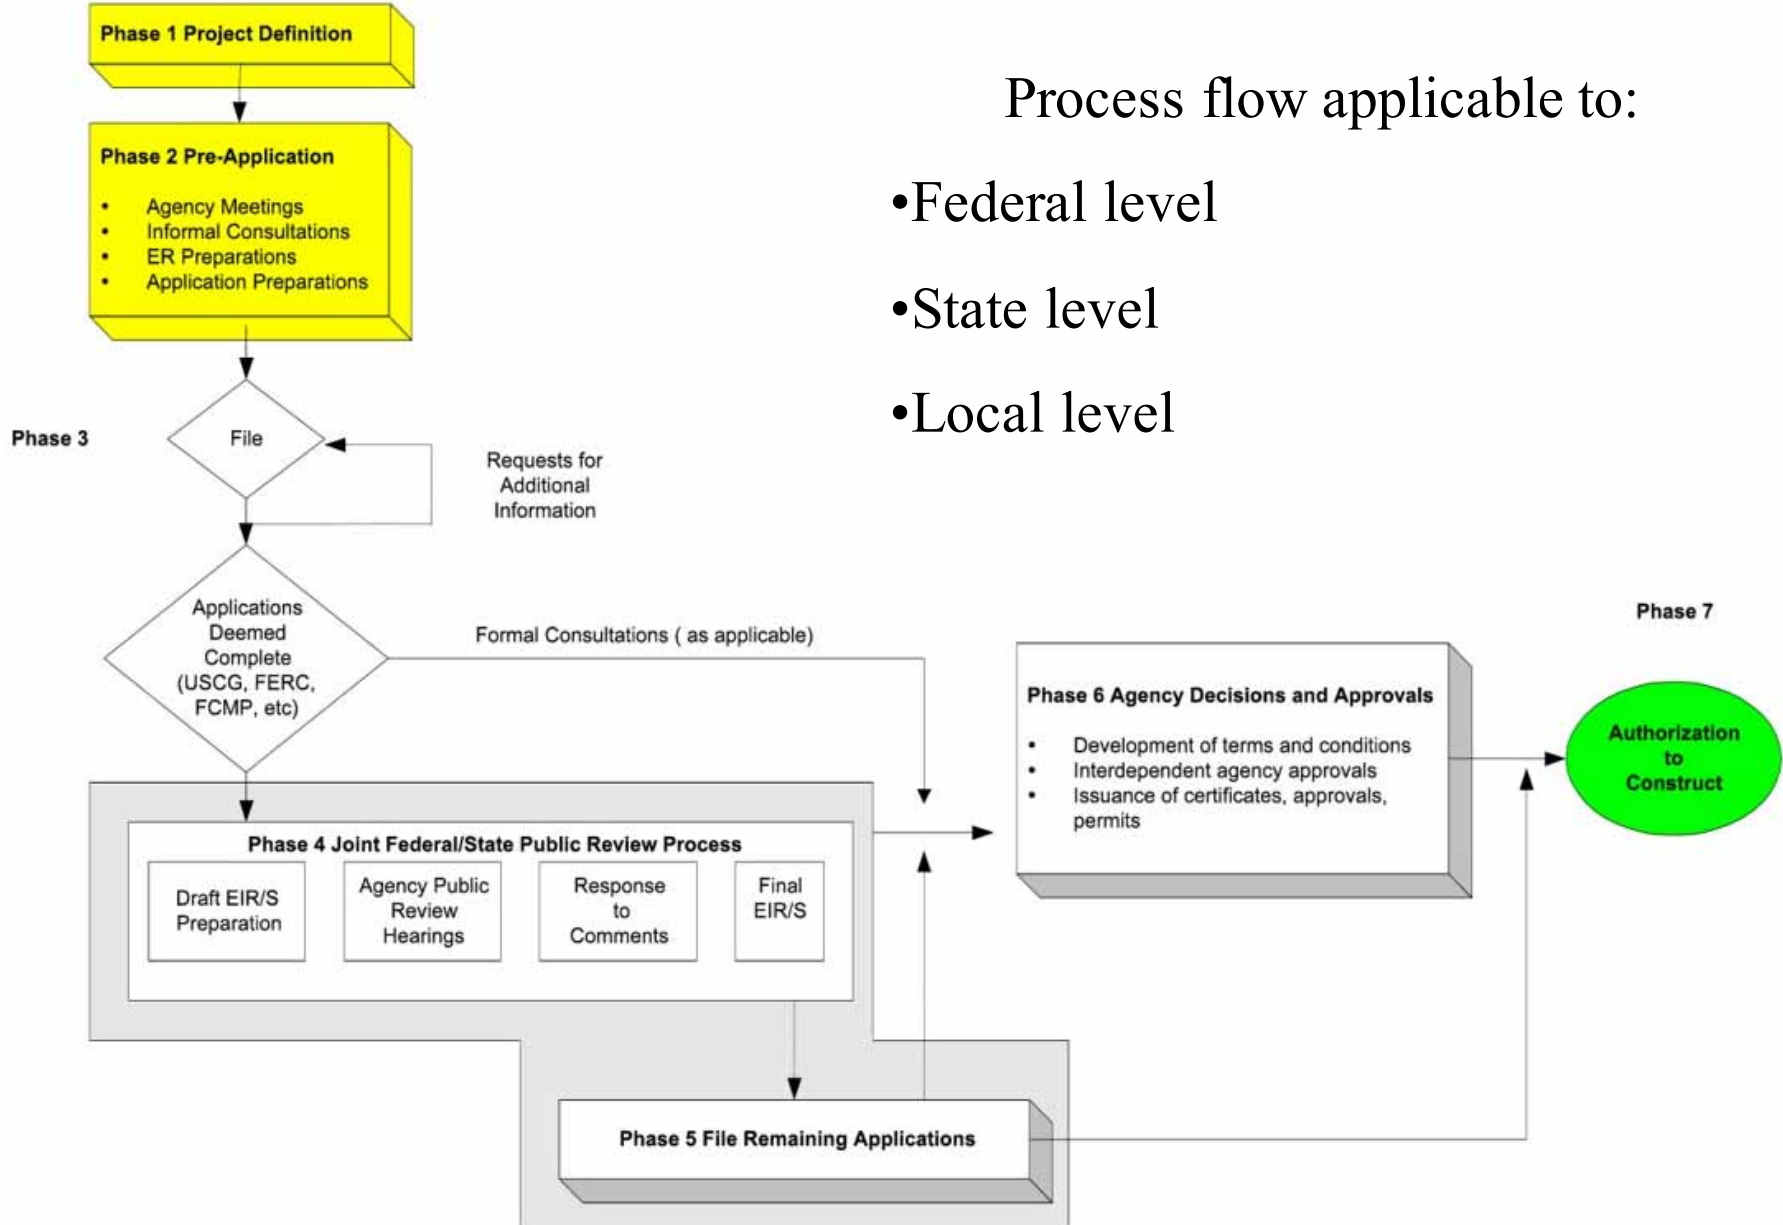 Phase 1 Project Definition
Process flow applicable to:
•Federal level
•State level
•Local level
Phase 2 Pre-Application
• Agency Meetings
• Informal Consultations
• ER Preparations
• Application Preparations
Phase 3
File
Requests for
Additional
Information
Applications
Deemed
Complete
(USCG, FERC,
FCMP, etc)
Formal Consultations ( as applicable)
Phase 4 Joint Federal/State Public Review Process
Draft EIR/S
Preparation
Agency Public
Review
Hearings
Response
to
Comments
Final
EIR/S
Phase 5 File Remaining Applications
Phase 6 Agency Decisions and Approvals
• Development of terms and conditions
• Interdependent agency approvals
• Issuance of certificates, approvals,
permits
Phase 7
Authorization
to
Construct